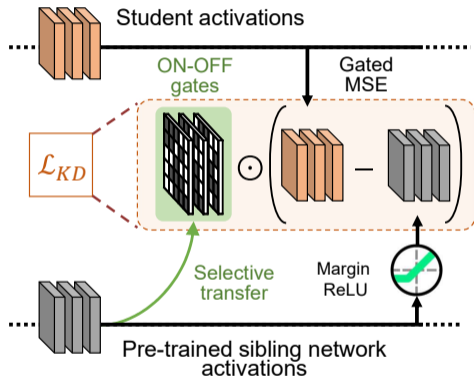 Student activations
ON-OFF
gates
Gated
MSE
ℒ_KD
Selective
transfer
Margin
ReLU
Pre-trained sibling network
activations